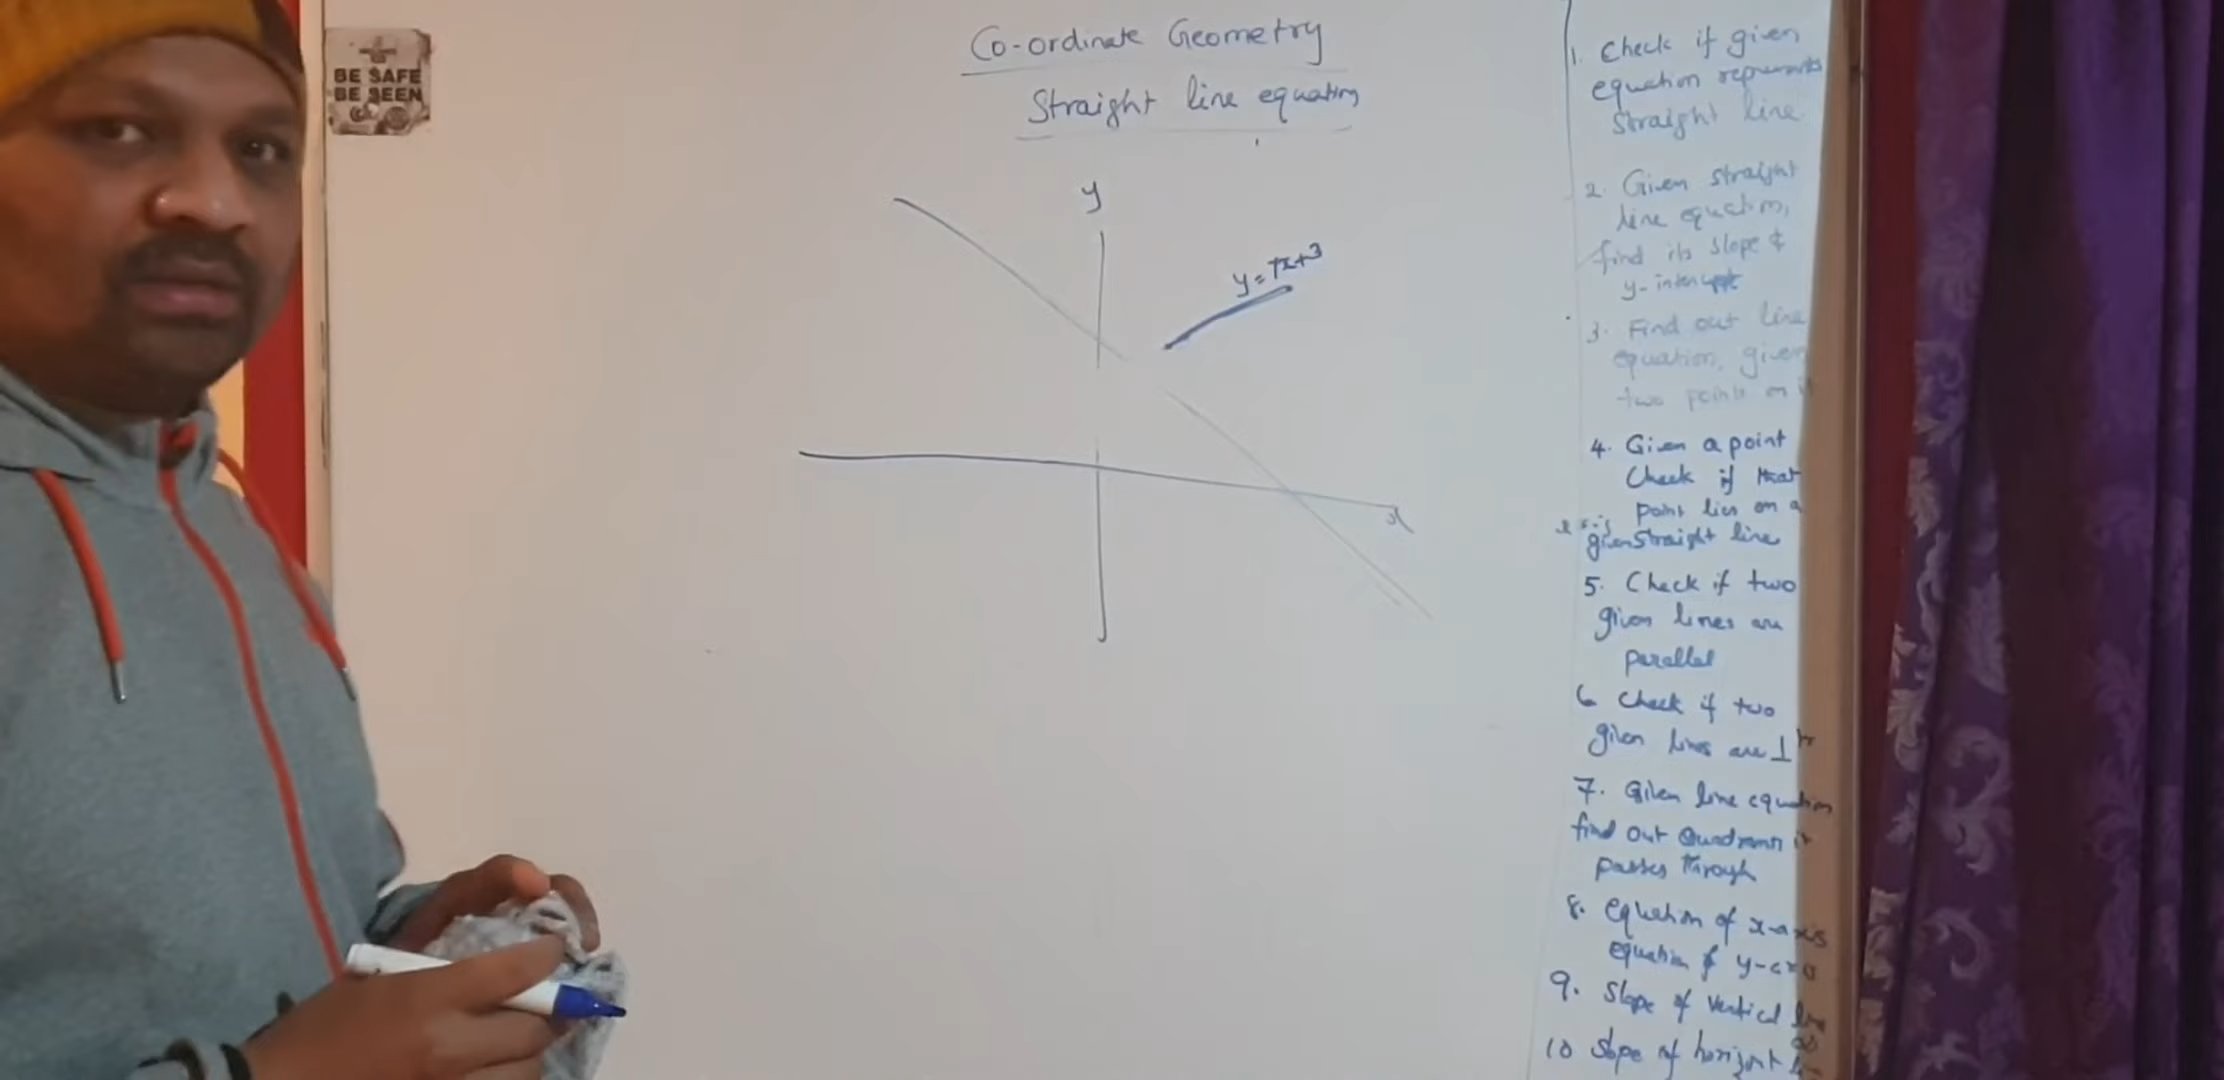 BE SAFE
BE SEEN
Co-ordinate Geometry
Straight line equation
y
y = 7x+3
x
1. Check if given
equation represents
straight line
2. Given straight
line equation,
find its slope &
y-intercept
3. Find out line
equation, given
two points on it
4. Given a point
Check if that
point lies on a
given straight line
5. Check if two
given lines are
parallel
6 Check if two
given lines are ⊥
7. Given line equation
find out Quadrant it
passes through
8. equation of x-axis
equation of y-axis
9. Slope of Vertical line
10 Slope of horizont